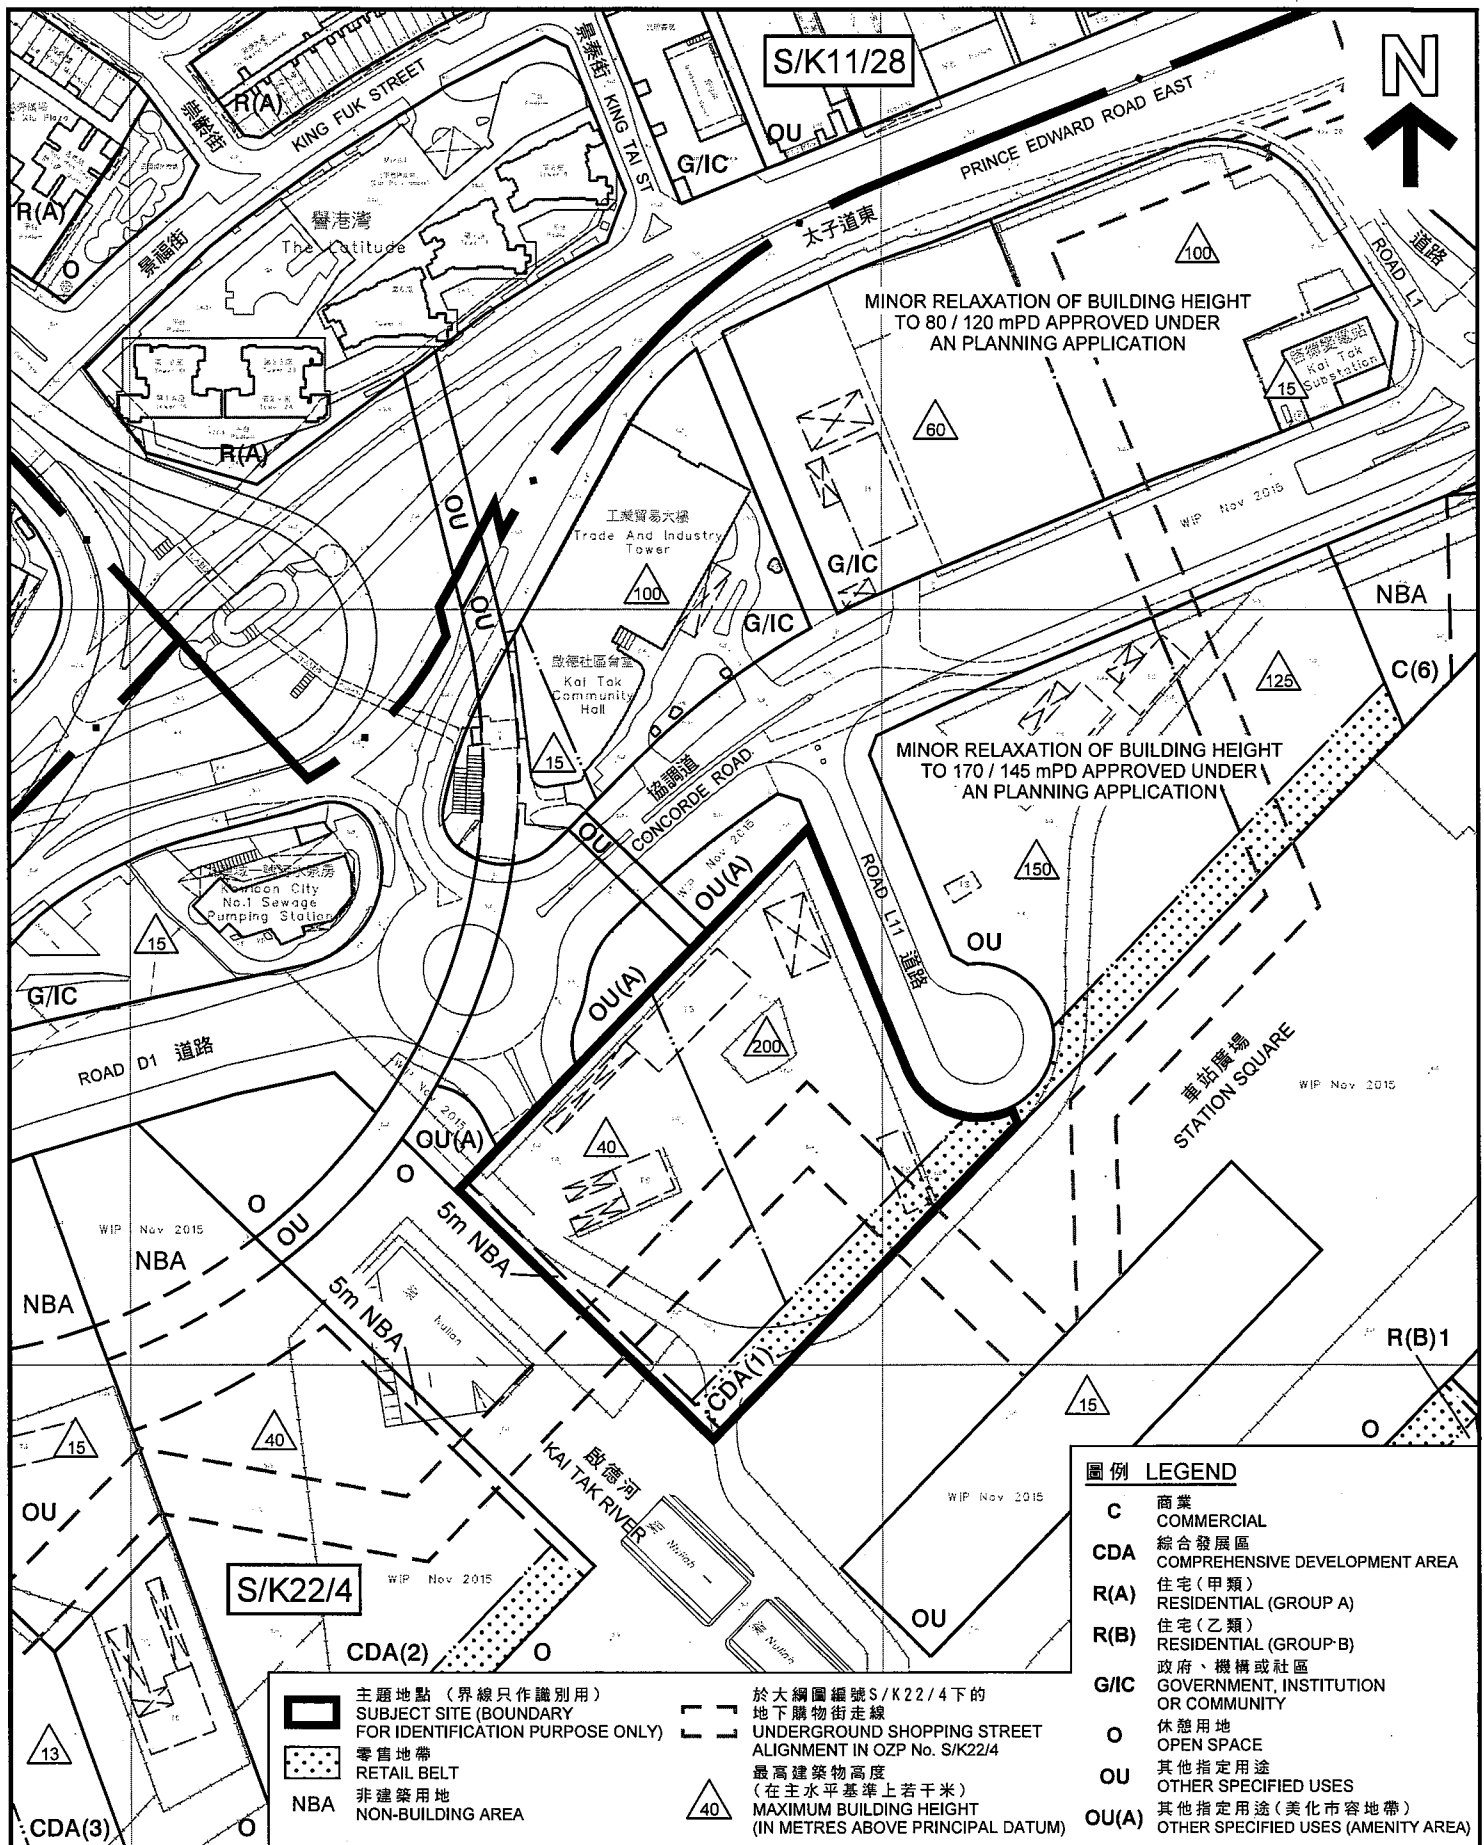 S/K11/28
N
R(A)
KING FUK STREET
景福街
崇齡街
景泰街 KING TAI ST
G/IC
OU
PRINCE EDWARD ROAD EAST
太子道東
R(A)
O
譽港灣
The Latitude
R(A)
100
ROAD L1 道路
MINOR RELAXATION OF BUILDING HEIGHT
TO 80 / 120 mPD APPROVED UNDER
AN PLANNING APPLICATION
啓德變電站
Kai Tak
Substation
15
60
WIP Nov 2015
OU
工業貿易大樓
Trade And Industry
Tower
100
G/IC
G/IC
OU
NBA
啟德社區會堂
Kai Tak
Community
Hall
15
C(6)
125
MINOR RELAXATION OF BUILDING HEIGHT
TO 170 / 145 mPD APPROVED UNDER
AN PLANNING APPLICATION
協調道
CONCORDE ROAD
OU
WIP Nov 2015
OU(A)
ROAD L11 道路
150
OU
Kowloon City
No.1 Sewage
Pumping Station
15
G/IC
OU(A)
200
ROAD D1 道路
車站廣場
STATION SQUARE
WIP Nov 2015
WIP Nov 2015
OU(A)
40
O
O
OU
5m NBA
WIP Nov 2015
NBA
NBA
5m NBA
Nullah
CDA(1)
R(B)1
15
O
15
40
OU
啟德河
KAI TAK RIVER
Nullah
Nullah
WIP Nov 2015
S/K22/4
WIP Nov 2015
CDA(2)
O
OU
13
CDA(3)
O
圖例 LEGEND
C 商業
COMMERCIAL
CDA 綜合發展區
COMPREHENSIVE DEVELOPMENT AREA
R(A) 住宅(甲類)
RESIDENTIAL (GROUP A)
R(B) 住宅(乙類)
RESIDENTIAL (GROUP B)
G/IC 政府、機構或社區
GOVERNMENT, INSTITUTION
OR COMMUNITY
O 休憩用地
OPEN SPACE
OU 其他指定用途
OTHER SPECIFIED USES
OU(A) 其他指定用途(美化市容地帶)
OTHER SPECIFIED USES (AMENITY AREA)
主題地點 (界線只作識別用)
SUBJECT SITE (BOUNDARY
FOR IDENTIFICATION PURPOSE ONLY)
零售地帶
RETAIL BELT
NBA 非建築用地
NON-BUILDING AREA
於大綱圖編號S/K22/4下的
地下購物街走線
UNDERGROUND SHOPPING STREET
ALIGNMENT IN OZP No. S/K22/4
最高建築物高度
(在主水平基準上若干米)
40 MAXIMUM BUILDING HEIGHT
(IN METRES ABOVE PRINCIPAL DATUM)